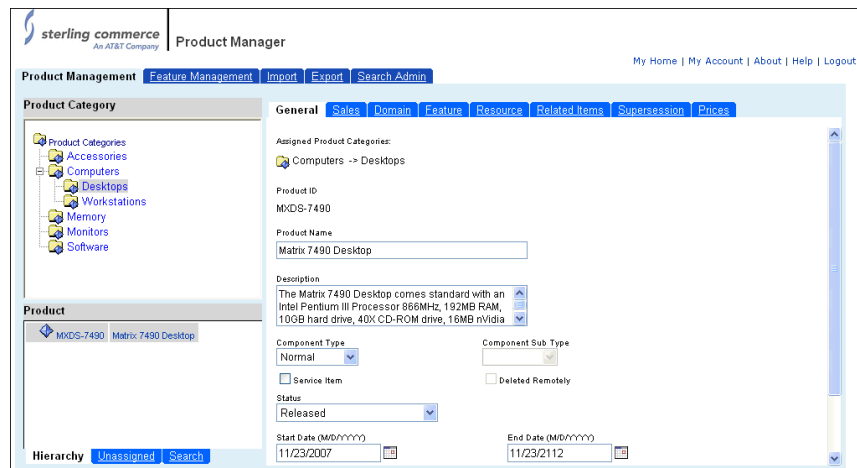 sterling commerce
An AT&T Company
Product Manager
My Home | My Account | About | Help | Logout
Product Management Feature Management Import Export Search Admin
Product Category
Product Categories
Accessories
Computers
Desktops
Workstations
Memory
Monitors
Software
Product
MXDS-7490 Matrix 7490 Desktop
Hierarchy Unassigned Search
General Sales Domain Feature Resource Related Items Supersession Prices
Assigned Product Categories:
Computers -> Desktops
Product ID
MXDS-7490
Product Name
Matrix 7490 Desktop
Description
The Matrix 7490 Desktop comes standard with an
Intel Pentium III Processor 866MHz, 192MB RAM,
10GB hard drive, 40X CD-ROM drive, 16MB nVidia
Component Type Component Sub Type
Normal
Service Item Deleted Remotely
Status
Released
Start Date (M/D/YYYY) End Date (M/D/YYYY)
11/23/2007 11/23/2112